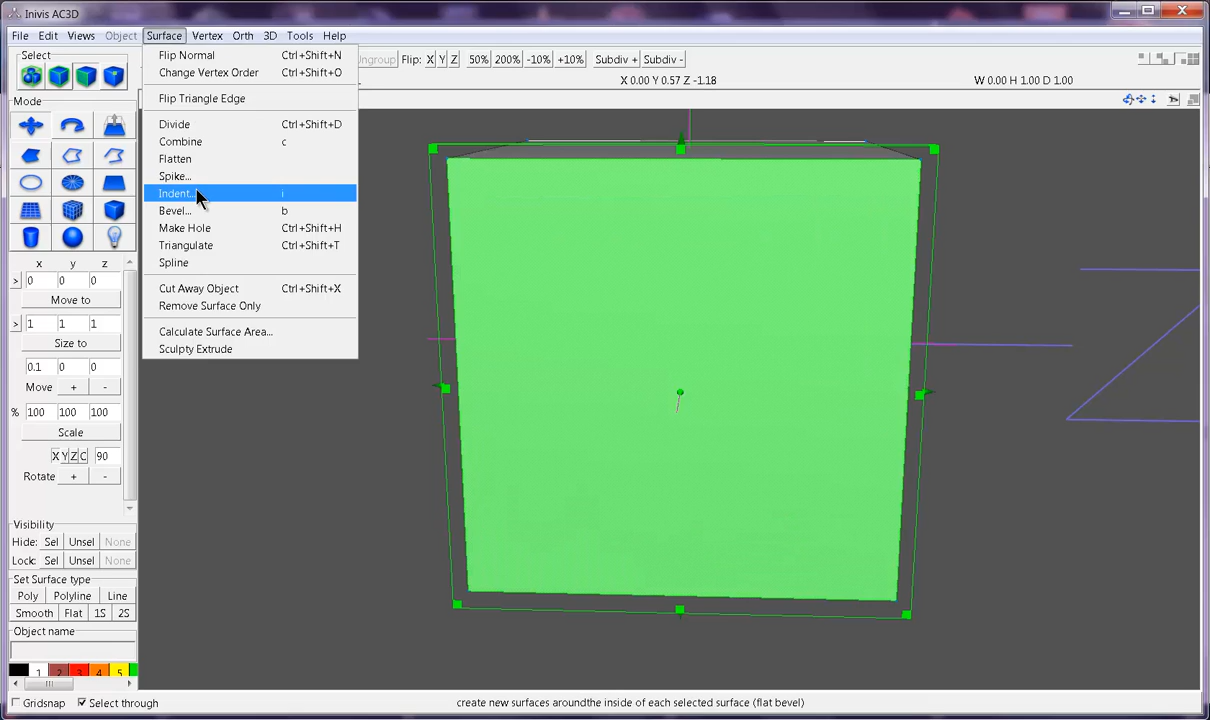 Inivis AC3D
File Edit Views Object Surface Vertex Orth 3D Tools Help
Select
Ungroup Flip: X Y Z 50% 200% -10% +10% Subdiv + Subdiv -
X 0.00 Y 0.57 Z -1.18 W 0.00 H 1.00 D 1.00
Flip Normal Ctrl+Shift+N
Change Vertex Order Ctrl+Shift+O
Flip Triangle Edge
Divide Ctrl+Shift+D
Combine c
Flatten
Spike...
Indent... i
Bevel... b
Make Hole Ctrl+Shift+H
Triangulate Ctrl+Shift+T
Spline
Cut Away Object Ctrl+Shift+X
Remove Surface Only
Calculate Surface Area...
Sculpty Extrude
Mode
x y z
> 0 0 0
Move to
> 1 1 1
Size to
0.1 0 0
Move + -
% 100 100 100
Scale
X Y Z C 90
Rotate + -
Visibility
Hide: Sel Unsel None
Lock: Sel Unsel None
Set Surface type
Poly Polyline Line
Smooth Flat 1S 2S
Object name
1 2 3 4 5
Gridsnap Select through
create new surfaces aroundthe inside of each selected surface (flat bevel)